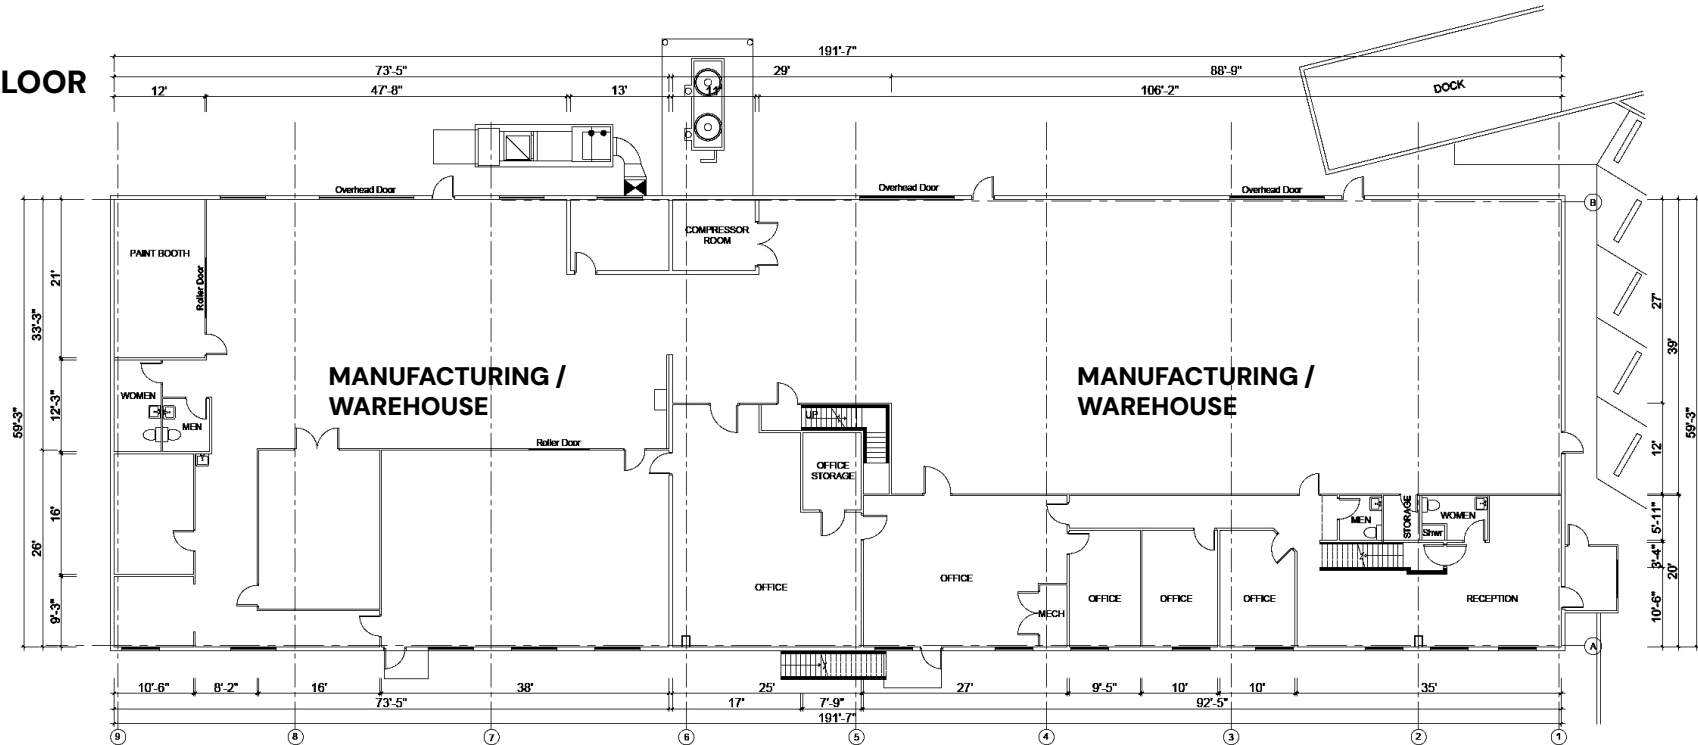 191'-7"
LOOR
73'-5"
29'
88'-9"
12'
47'-8"
13'
11'
106'-2"
DOCK
Overhead Door
Overhead Door
Overhead Door
B
PAINT BOOTH
COMPRESSOR
ROOM
Roller Door
21'
33'-3"
59'-3"
12'-3"
16'
26'
9'-3"
27'
39'
59'-3"
12'
5'-11"
3'-4"
20'
10'-6"
MANUFACTURING /
WAREHOUSE
MANUFACTURING /
WAREHOUSE
WOMEN
MEN
UP
Roller Door
OFFICE
STORAGE
MEN
STORAGE
WOMEN
Shwr
OFFICE
OFFICE
MECH
OFFICE
OFFICE
OFFICE
RECEPTION
A
10'-6"
8'-2"
16'
38'
25'
27'
9'-5"
10'
10'
35'
73'-5"
17'
7'-9"
92'-5"
191'-7"
9
8
7
6
5
4
3
2
1